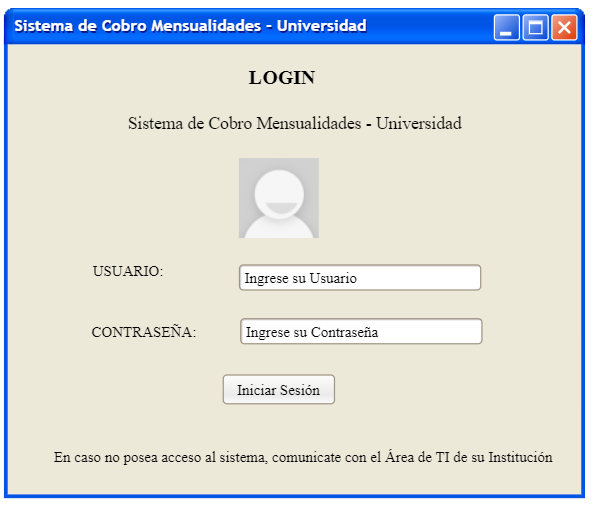 Sistema de Cobro Mensualidades - Universidad
LOGIN
Sistema de Cobro Mensualidades - Universidad
USUARIO:
Ingrese su Usuario
CONTRASEÑA:
Ingrese su Contraseña
Iniciar Sesión
En caso no posea acceso al sistema, comunicate con el Área de TI de su Institución